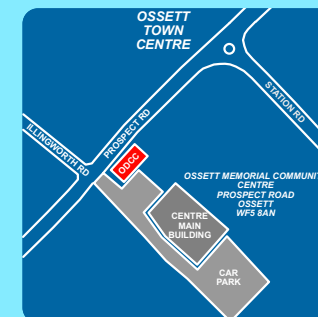 OSSETT
TOWN
CENTRE
STATION RD
PROSPECT RD
ILLINGWORTH RD
ODCC
OSSETT MEMORIAL COMMUNIT
CENTRE
PROSPECT ROAD
OSSETT
WF5 8AN
CENTRE
MAIN
BUILDING
CAR
PARK